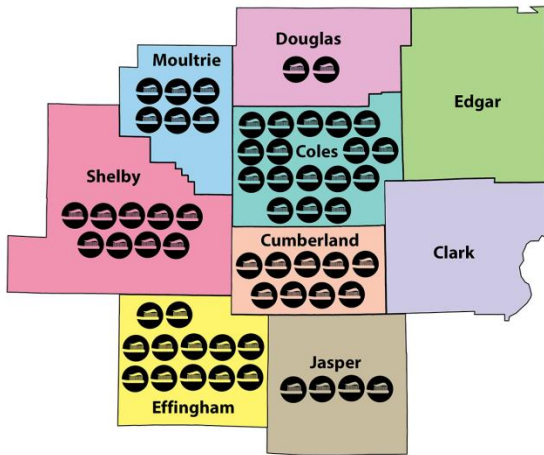 Douglas
Moultrie
Edgar
Coles
Shelby
Cumberland
Clark
Jasper
Effingham